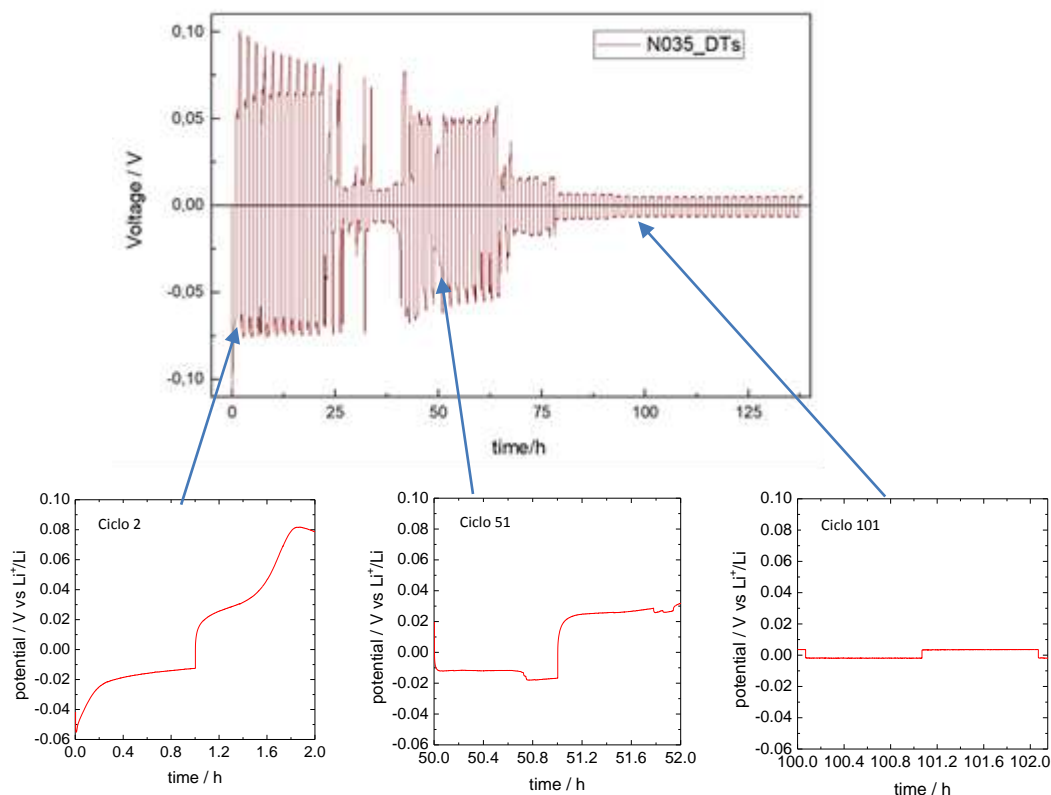 0,10
0,05
0,00
-0,05
-0,10
Voltage / V
N035_DTs
0 25 50 75 100 125
time/h
0.10
0.08
0.06
0.04
0.02
0.00
-0.02
-0.04
-0.06
potential / V vs Li⁺/Li
Ciclo 2
0.0 0.4 0.8 1.2 1.6 2.0
time / h
0.10
0.08
0.06
0.04
0.02
0.00
-0.02
-0.04
-0.06
potential / V vs Li⁺/Li
Ciclo 51
50.0 50.4 50.8 51.2 51.6 52.0
time / h
0.10
0.08
0.06
0.04
0.02
0.00
-0.02
-0.04
-0.06
potential / V vs Li⁺/Li
Ciclo 101
100.0 100.4 100.8 101.2 101.6 102.0
time / h